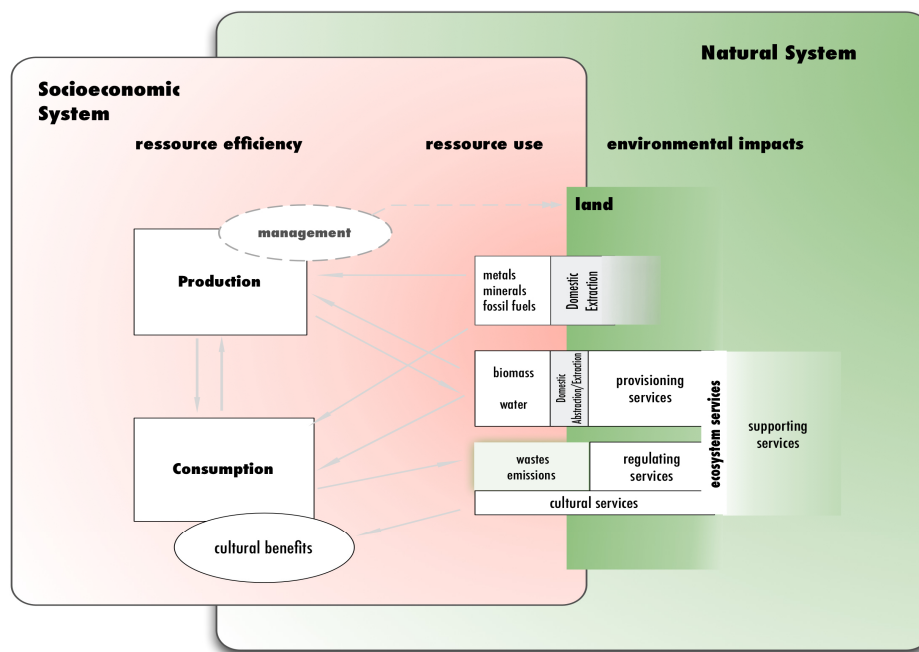 Natural System
Socioeconomic
System
ressource efficiency
ressource use
environmental impacts
land
management
Production
metals
minerals
fossil fuels
Domestic
Extraction
biomass
water
Domestic
Abstraction/Extraction
provisioning
services
ecosystem services
supporting
services
Consumption
wastes
emissions
regulating
services
cultural services
cultural benefits